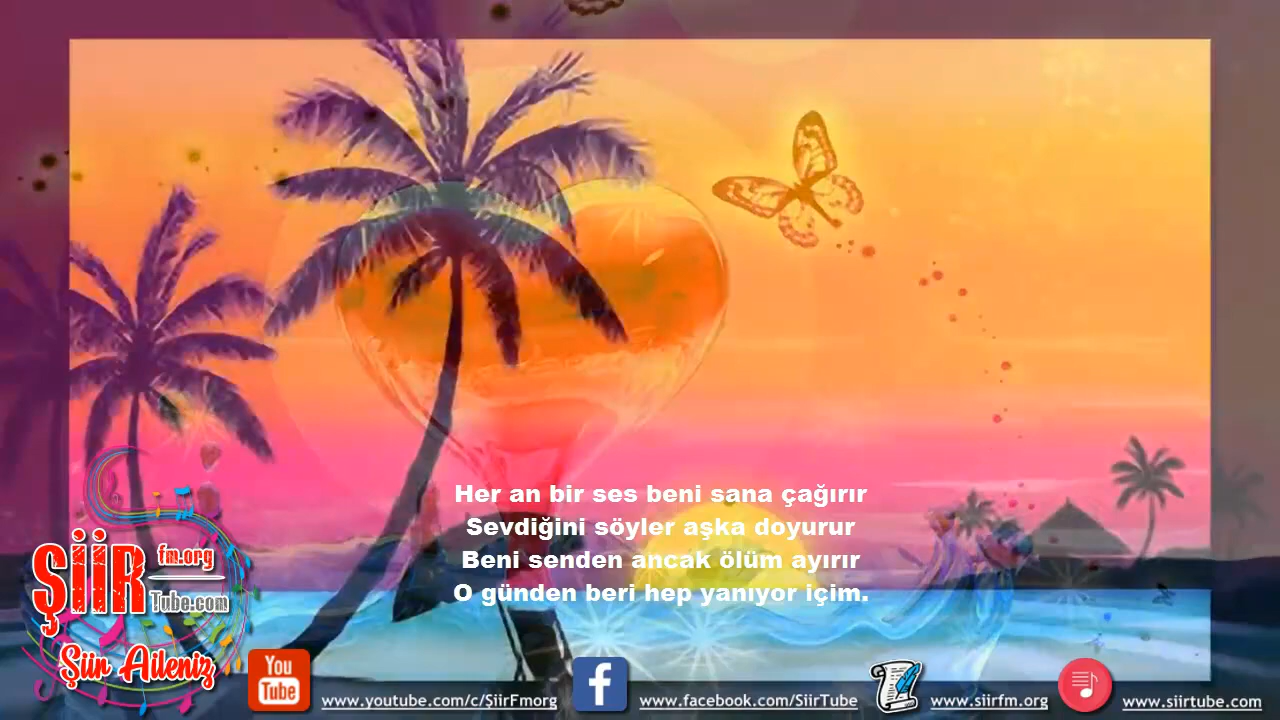 Her an bir ses beni sana çağırır
Sevdiğini söyler aşka doyurur
Beni senden ancak ölüm ayırır
O günden beri hep yanıyor içim.
ŞİİR fm.org
Tube.com
Şiir Aileniz
You Tube
www.youtube.com/c/ŞiirFmorg
f
www.facebook.com/SiirTube
www.siirfm.org
www.siirtube.com